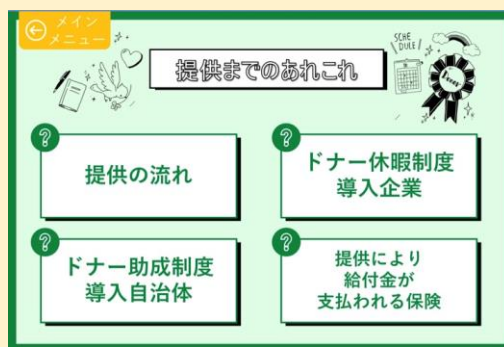 メイン
メニュー
提供までのあれこれ
SCHE
DULE
?
提供の流れ
?
ドナー休暇制度
導入企業
?
ドナー助成制度
導入自治体
?
提供により
給付金が
支払われる保険